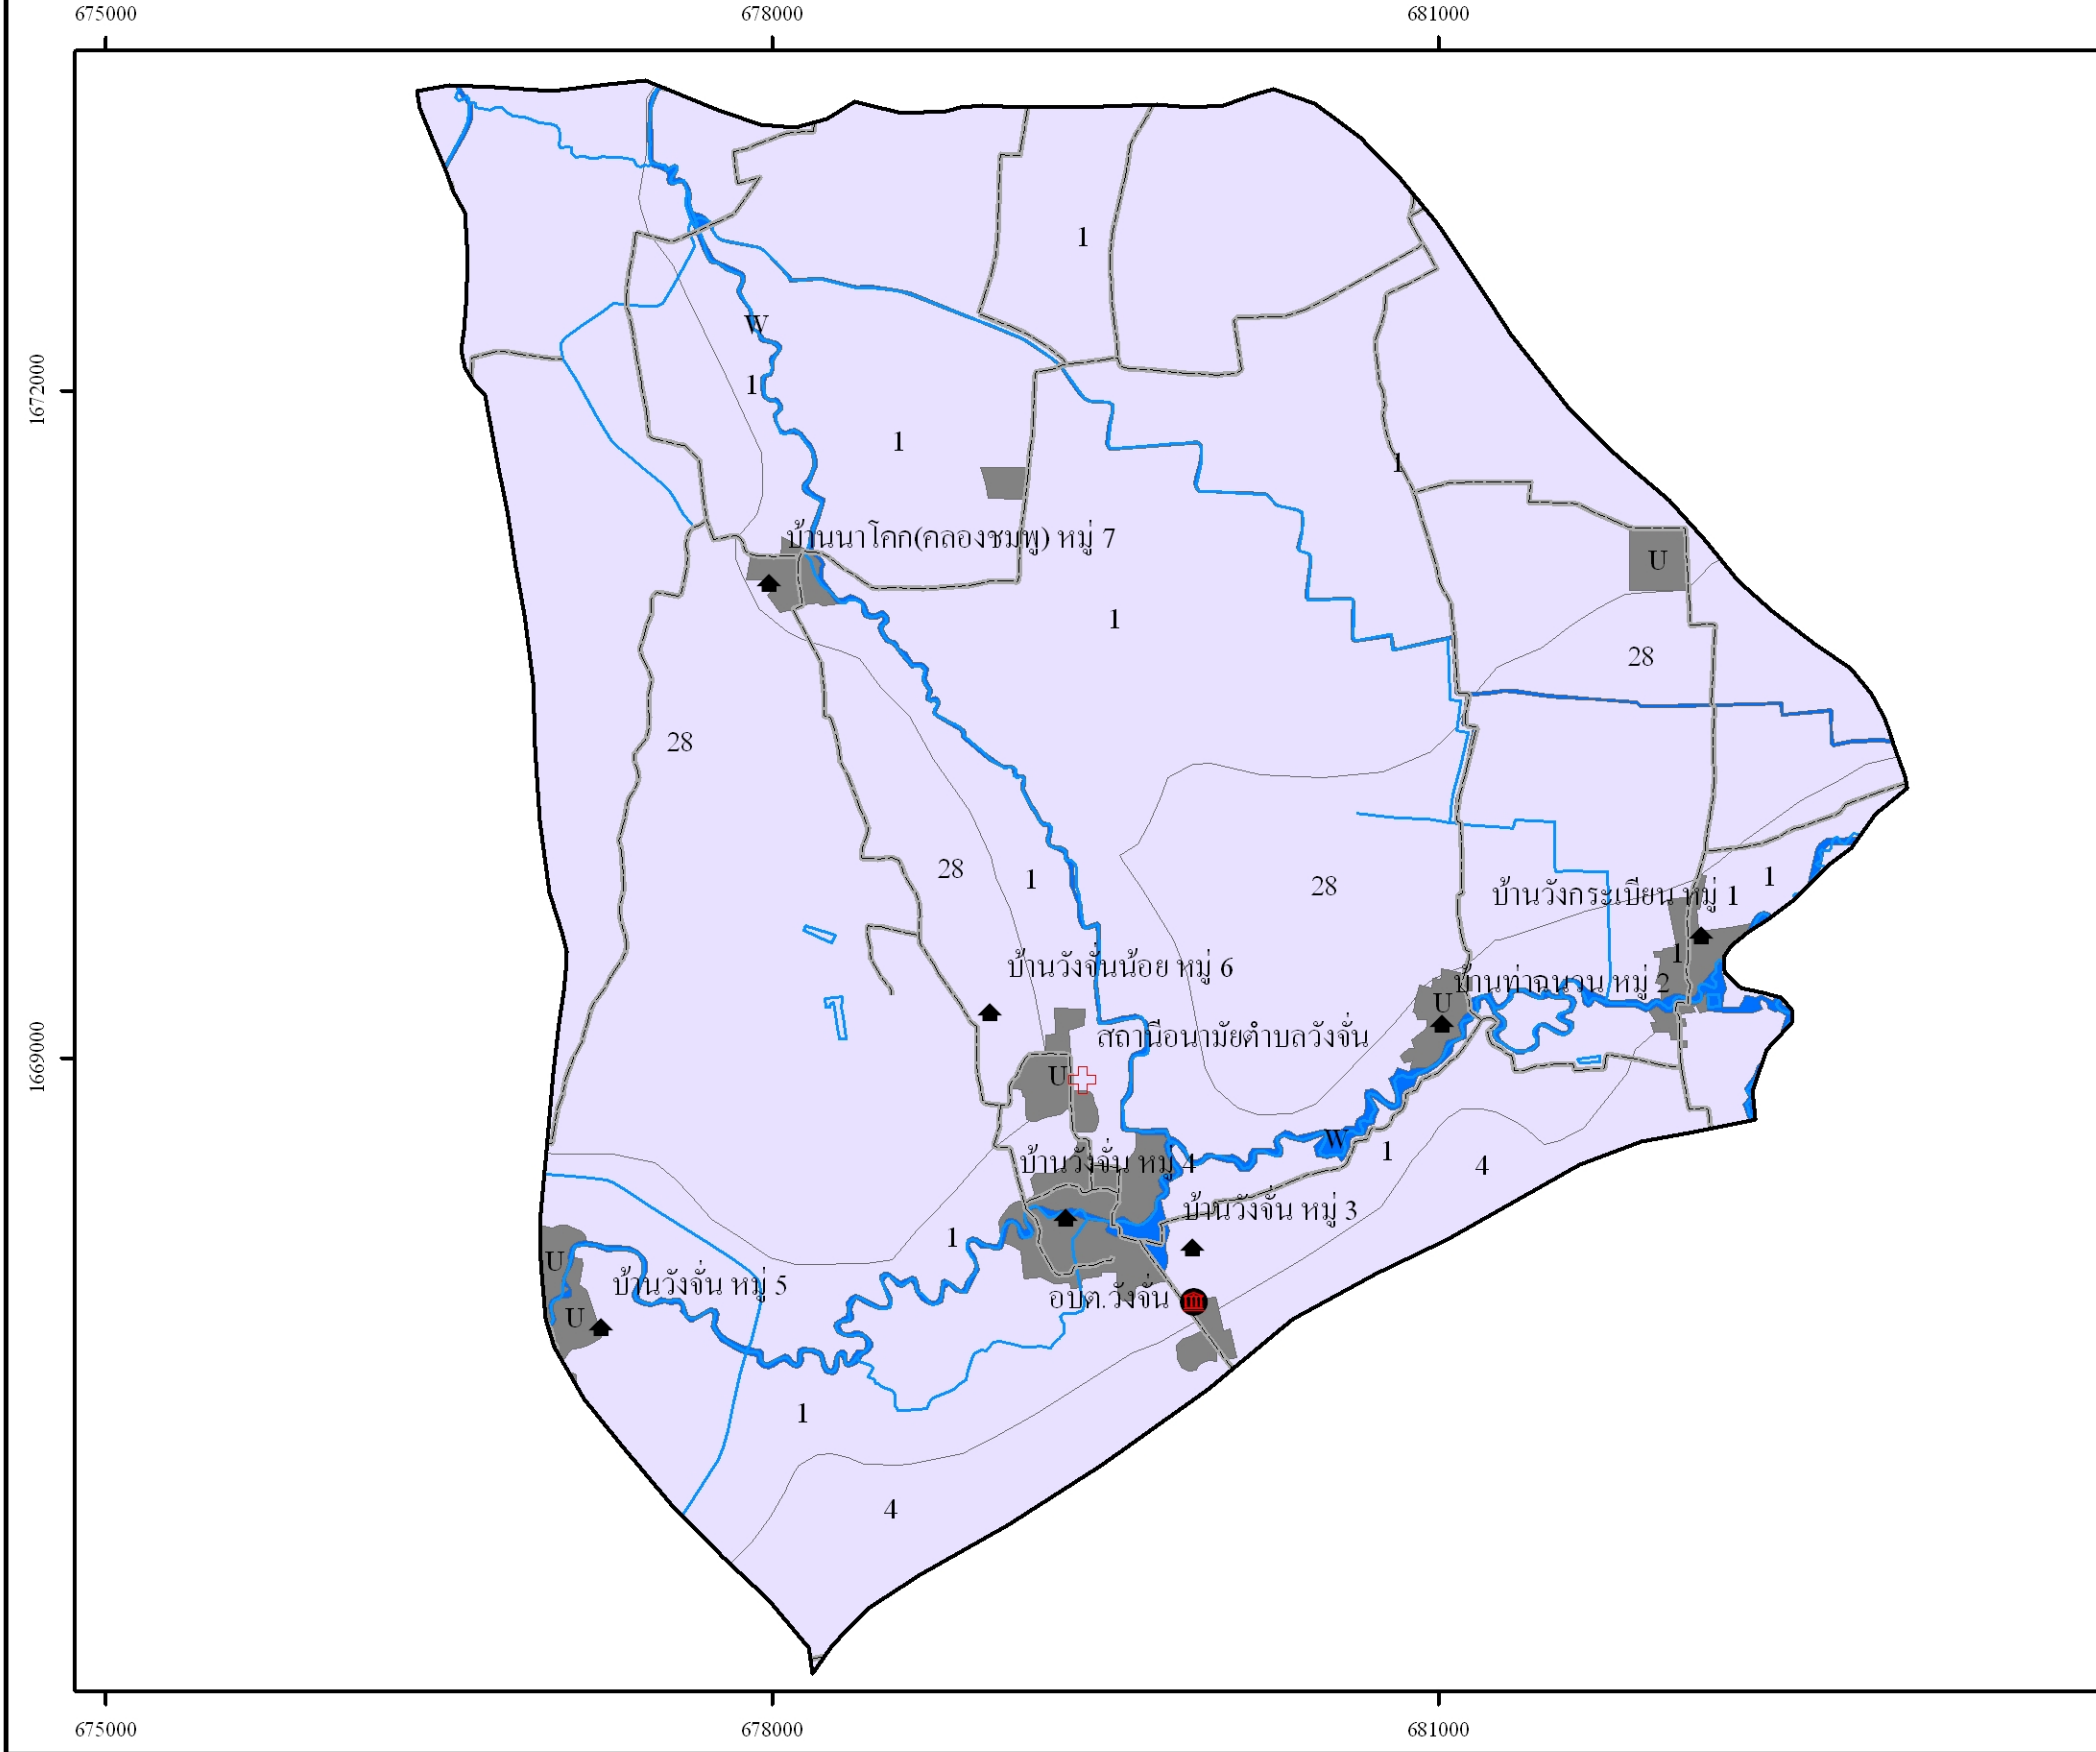 675000 678000 681000
1
W
1672000
1
1
1
บ้านนาโคก(คลองชมพู) หมู่ 7
U
1
28
28
28
1
28
1
บ้านวังกระเบียน หมู่ 1
1
บ้านวังจั่นน้อย หมู่ 6
บ้านท่าฉนวน หมู่ 2
U
สถานีอนามัยตำบลวังจั่น
1669000
U
W
1
บ้านวังจั่น หมู่ 4
4
บ้านวังจั่น หมู่ 3
1
U
บ้านวังจั่น หมู่ 5
อบต.วังจั่น
U
1
4
675000 678000 681000